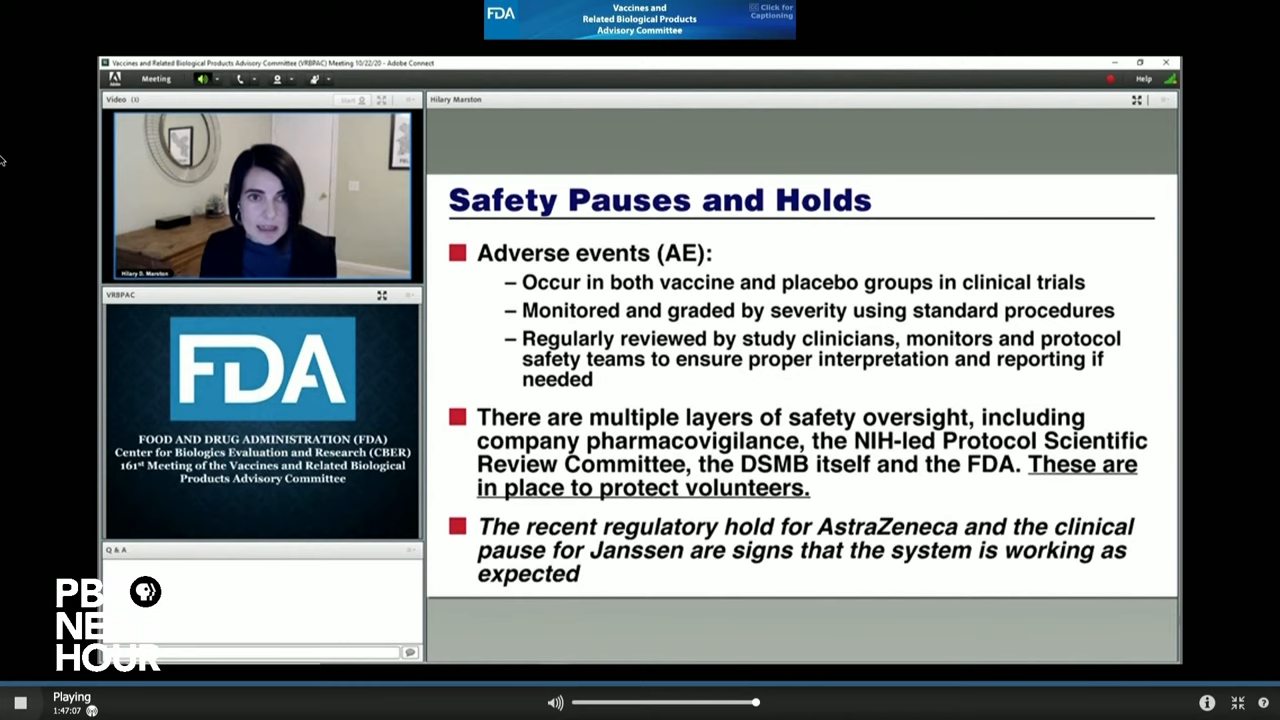 FDA
Vaccines and
Related Biological Products
Advisory Committee
CC Click for
Captioning
Vaccines and Related Biological Products Advisory Committee (VRBPAC) Meeting 10/22/20 - Adobe Connect
Meeting
Help
Video (1)
Start
Hilary D. Marston
VRBPAC
FDA
FOOD AND DRUG ADMINISTRATION (FDA)
Center for Biologics Evaluation and Research (CBER)
161st Meeting of the Vaccines and Related Biological
Products Advisory Committee
Q & A
Hilary Marston
Safety Pauses and Holds
Adverse events (AE):
– Occur in both vaccine and placebo groups in clinical trials
– Monitored and graded by severity using standard procedures
– Regularly reviewed by study clinicians, monitors and protocol
safety teams to ensure proper interpretation and reporting if
needed
There are multiple layers of safety oversight, including
company pharmacovigilance, the NIH-led Protocol Scientific
Review Committee, the DSMB itself and the FDA. These are
in place to protect volunteers.
The recent regulatory hold for AstraZeneca and the clinical
pause for Janssen are signs that the system is working as
expected
HOUR
Playing
1:47:07